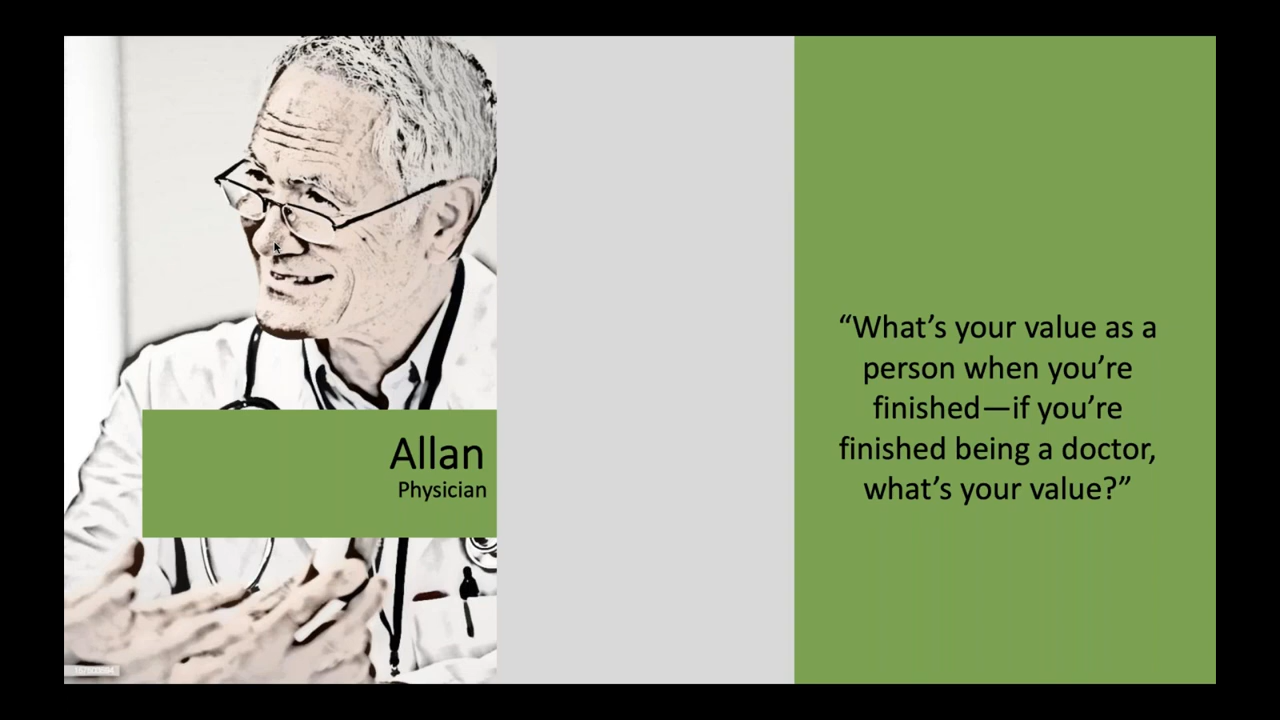 Allan
Physician
“What’s your value as a
person when you’re
finished—if you’re
finished being a doctor,
what’s your value?”